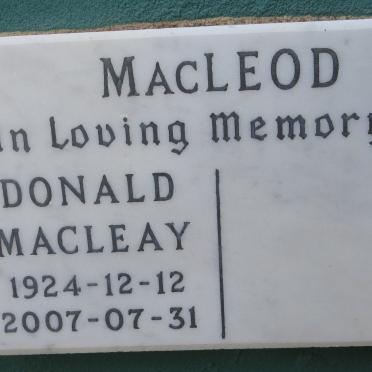 MacLEOD
In Loving Memory
DONALD
MACLEAY
1924-12-12
2007-07-31